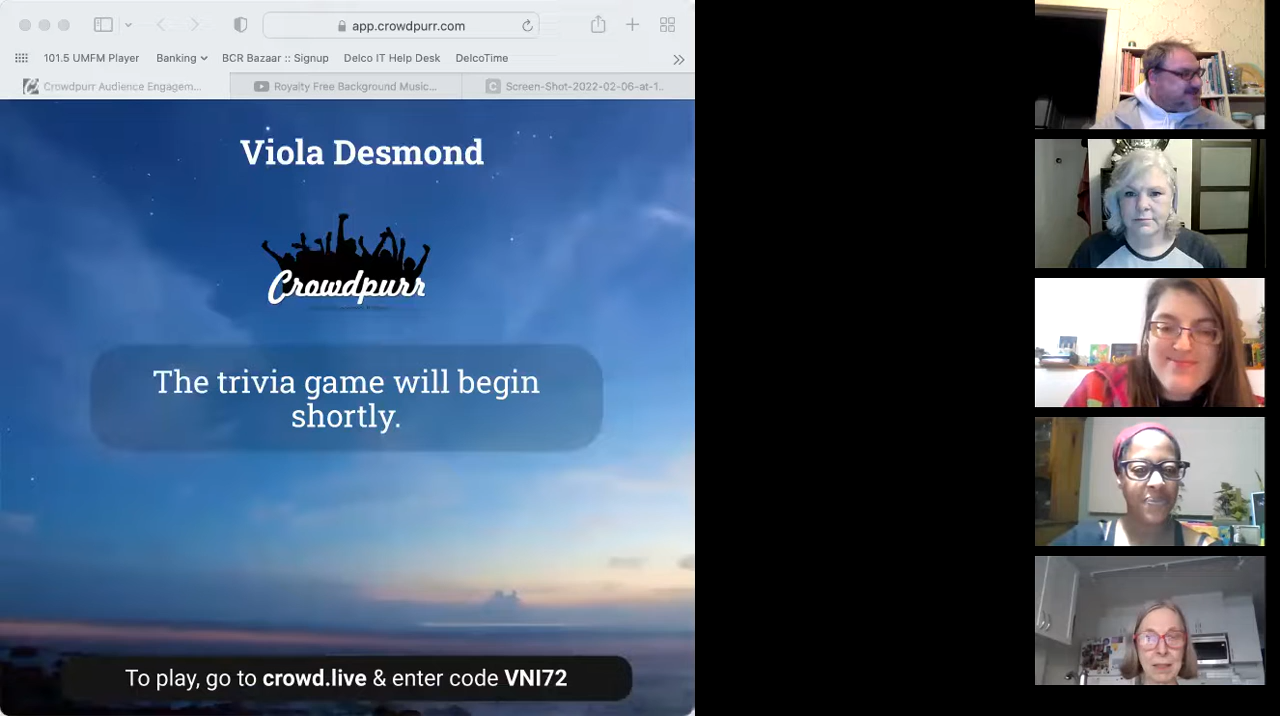 app.crowdpurr.com
101.5 UMFM Player Banking BCR Bazaar :: Signup Delco IT Help Desk DelcoTime
Crowdpurr Audience Engagem... Royalty Free Background Music... Screen-Shot-2022-02-06-at-1...
Viola Desmond
Crowdpurr
The trivia game will begin
shortly.
To play, go to crowd.live & enter code VNI72